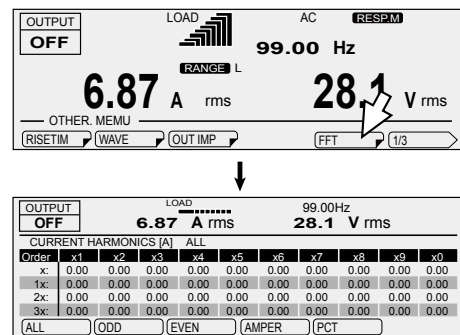 OUTPUT LOAD AC RESP.M
OFF 99.00 Hz
RANGE L
6.87 A rms 28.1 V rms
OTHER. MEMU
RISETIM WAVE OUT IMP FFT 1/3
OUTPUT LOAD 99.00Hz
OFF 6.87 A rms 28.1 V rms
CURRENT HARMONICS [A] ALL
Order x1 x2 x3 x4 x5 x6 x7 x8 x9 x0
x: 0.00 0.00 0.00 0.00 0.00 0.00 0.00 0.00 0.00 0.00
1x: 0.00 0.00 0.00 0.00 0.00 0.00 0.00 0.00 0.00 0.00
2x: 0.00 0.00 0.00 0.00 0.00 0.00 0.00 0.00 0.00 0.00
3x: 0.00 0.00 0.00 0.00 0.00 0.00 0.00 0.00 0.00 0.00
ALL ODD EVEN AMPER PCT